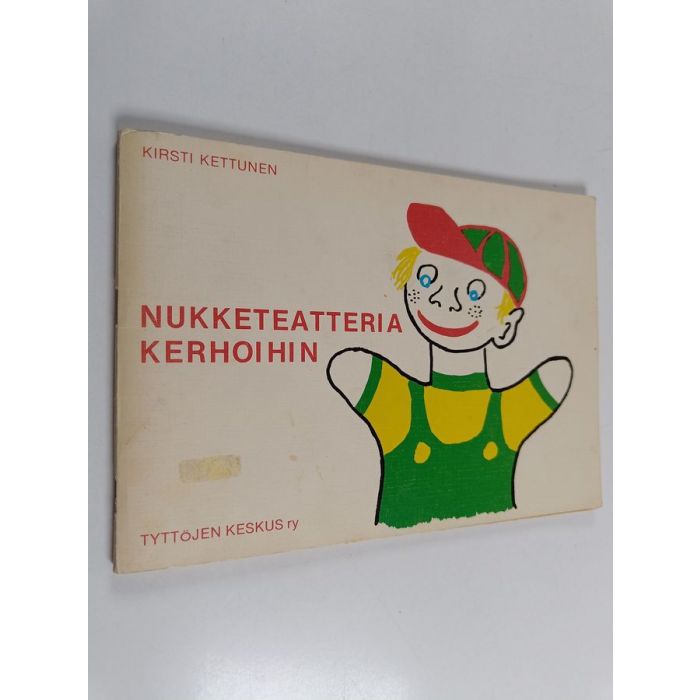 KIRSTI KETTUNEN
NUKKETEATTERIA
KERHOIHIN
TYTTÖJEN KESKUS ry